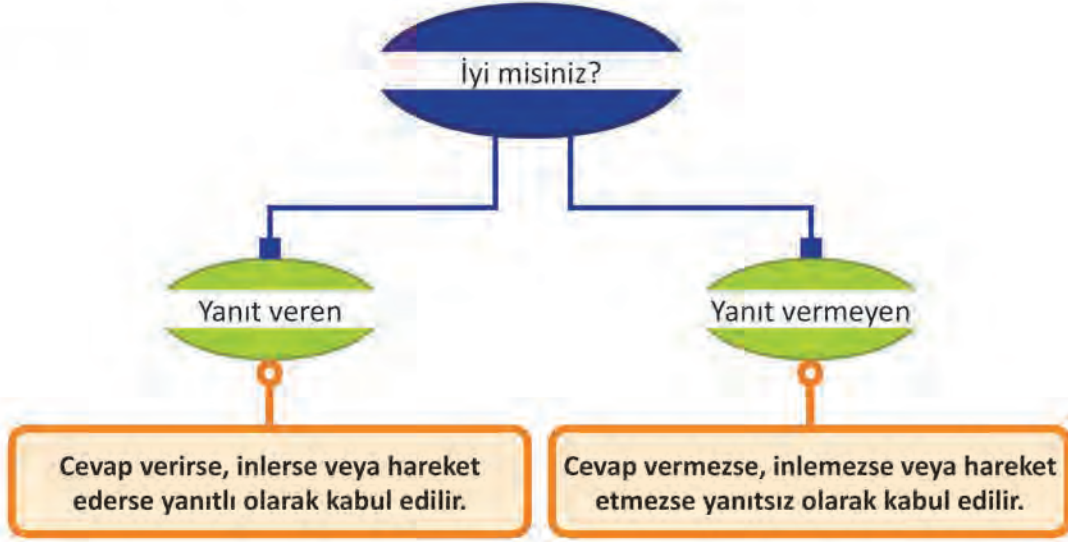 İyi misiniz?
Yanıt veren
Yanıt vermeyen
Cevap verirse, inlerse veya hareket
ederse yanıtlı olarak kabul edilir.
Cevap vermezse, inlemezse veya hareket
etmezse yanıtsız olarak kabul edilir.